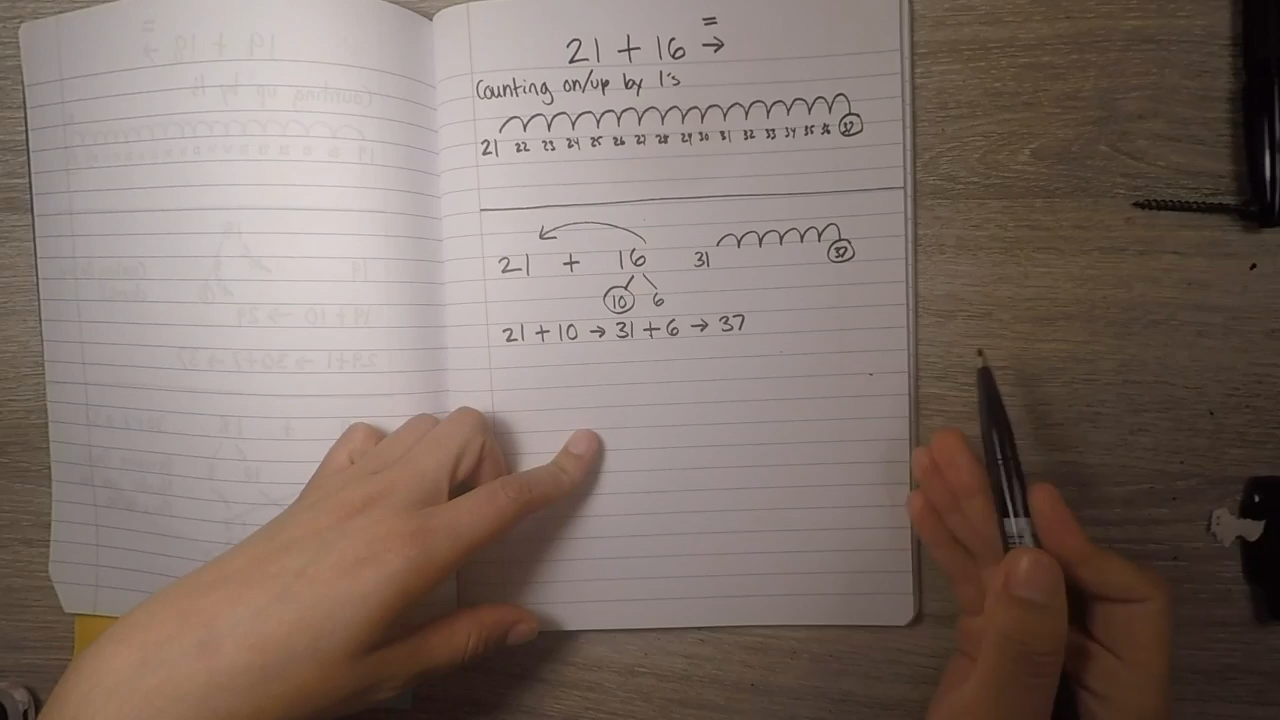 =
21 + 16 →
Counting on/up by 1's
21 22 23 24 25 26 27 28 29 30 31 32 33 34 35 36 37
21 + 16 31 37
10 6
21 + 10 → 31 + 6 → 37